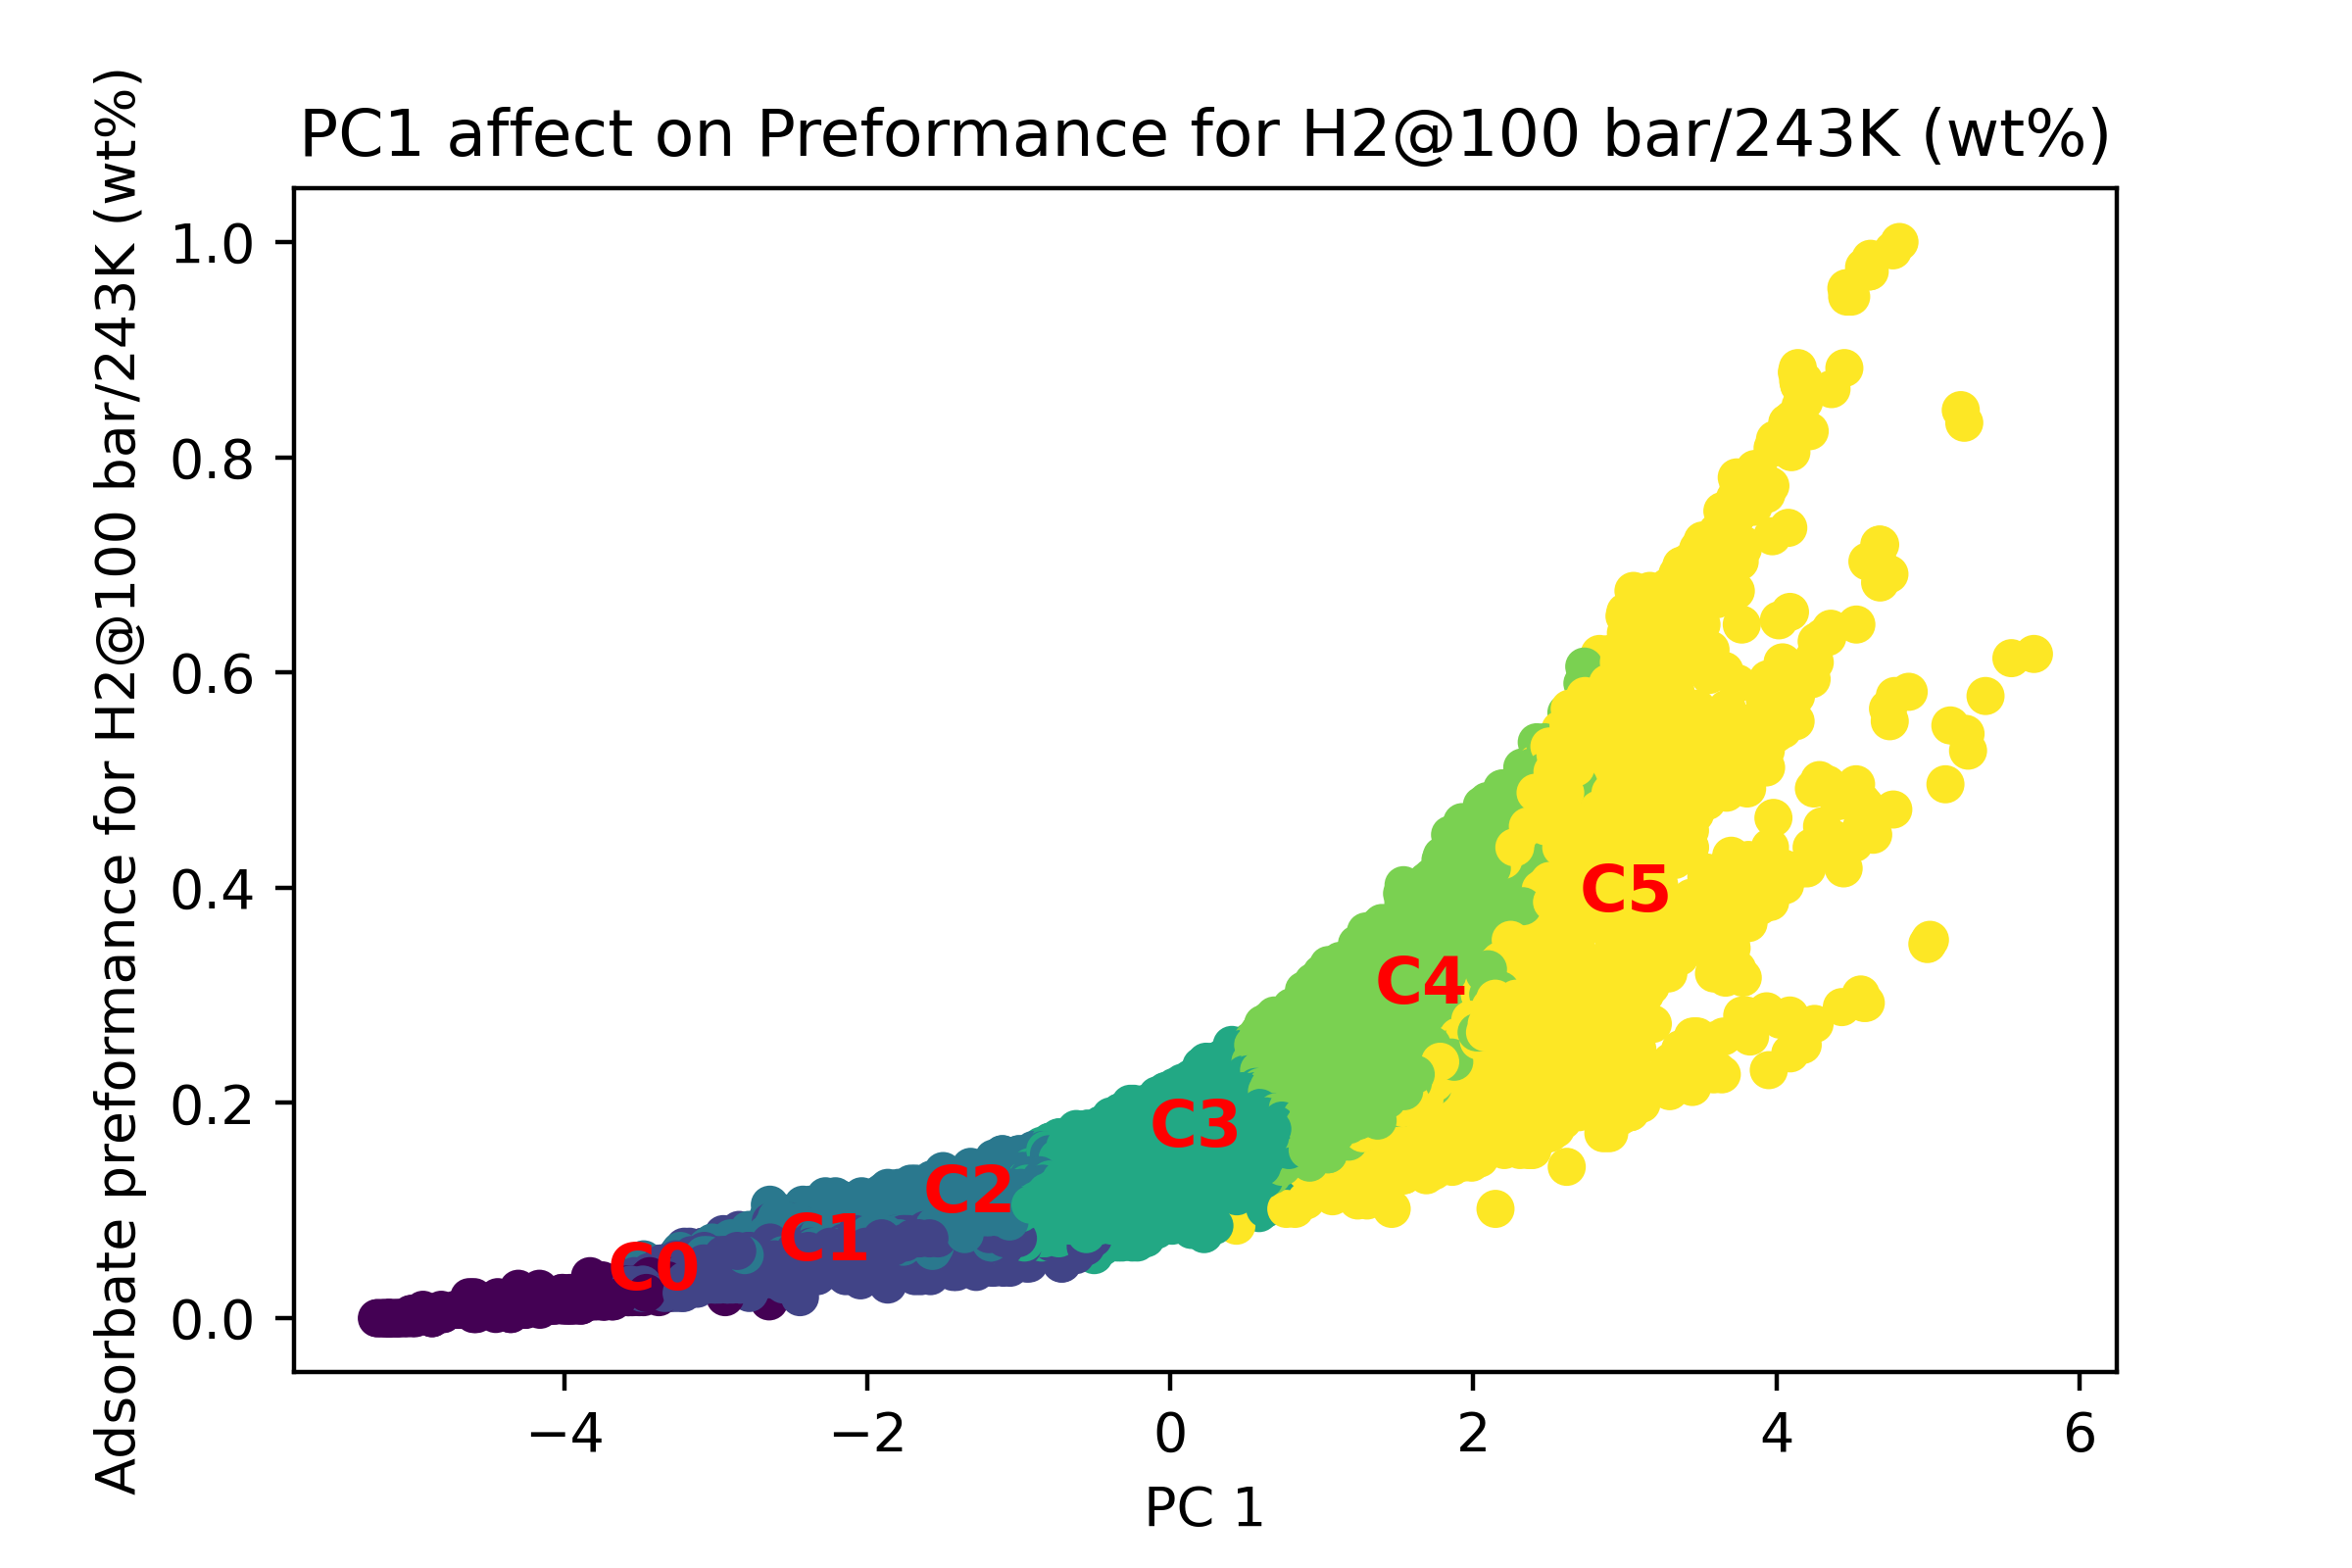 PC1 affect on Preformance for H2@100 bar/243K (wt%)
Adsorbate preformance for H2@100 bar/243K (wt%)
1.0
0.8
0.6
0.4
0.2
0.0
C0
C1
C2
C3
C4
C5
−4
−2
0
2
4
6
PC 1